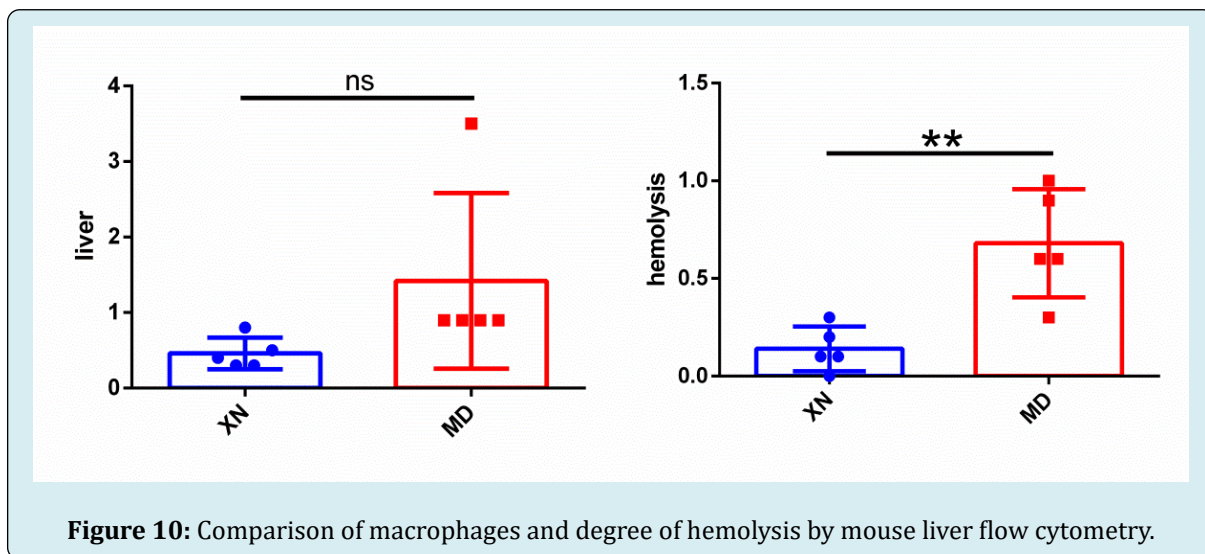 ns
4
3
2
1
0
liver
XN
MD
**
1.5
1.0
0.5
0.0
hemolysis
XN
MD
Figure 10: Comparison of macrophages and degree of hemolysis by mouse liver flow cytometry.